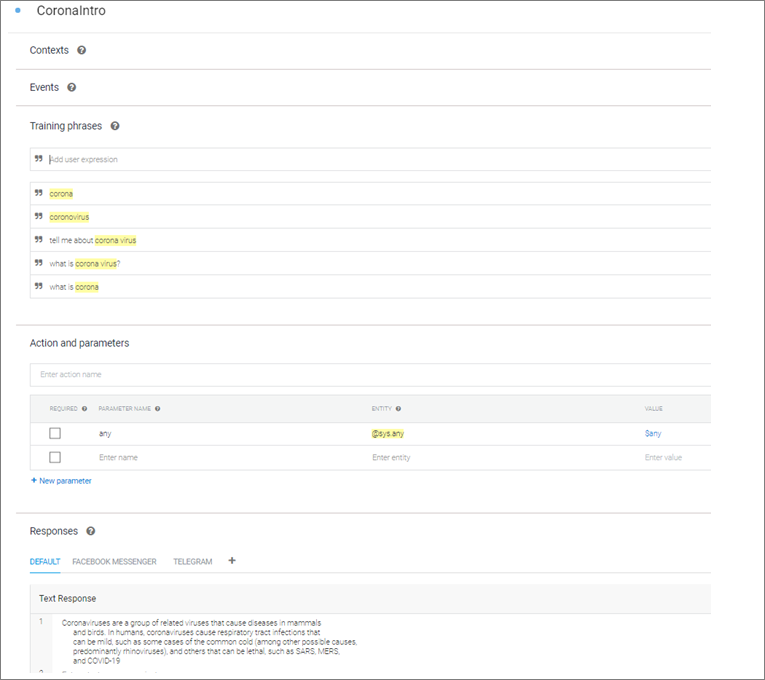 CoronaIntro
Contexts
Events
Training phrases
Add user expression
corona
coronovirus
tell me about corona virus
what is corona virus?
what is corona
Action and parameters
Enter action name
REQUIRED PARAMETER NAME ENTITY VALUE
any @sys.any $any
Enter name Enter entity Enter value
+ New parameter
Responses
DEFAULT FACEBOOK MESSENGER TELEGRAM +
Text Response
1 Coronaviruses are a group of related viruses that cause diseases in mammals
and birds. In humans, coronaviruses cause respiratory tract infections that
can be mild, such as some cases of the common cold (among other possible causes,
predominantly rhinoviruses), and others that can be lethal, such as SARS, MERS,
and COVID-19